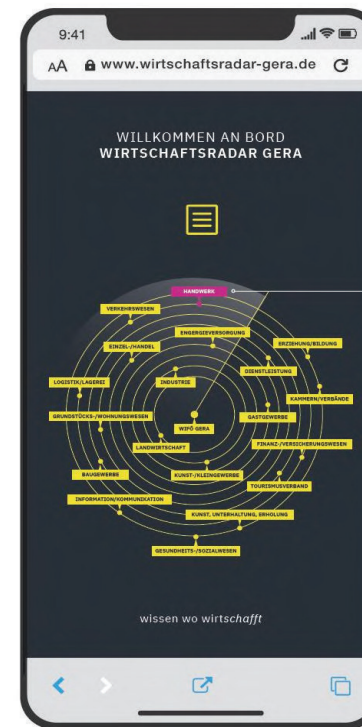 9:41
AA www.wirtschaftsradar-gera.de
WILLKOMMEN AN BORD
WIRTSCHAFTSRADAR GERA
HANDWERK
VERKEHRSWESEN
ENGERGIEVERSORGUNG
EINZEL-/HANDEL
ERZIEHUNG/BILDUNG
DIENSTLEISTUNG
LOGISTIK/LAGEREI
INDUSTRIE
KAMMERN/VERBÄNDE
GRUNDSTÜCKS-/WOHNUNGSWESEN
GASTGEWERBE
WIFÖ GERA
LANDWIRTSCHAFT
FINANZ-/VERSICHERUNGSWESEN
BAUGEWERBE
KUNST-/KLEINGEWERBE
TOURISMUSVERBAND
INFORMATION/KOMMUNIKATION
KUNST, UNTERHALTUNG, ERHOLUNG
GESUNDHEITS-/SOZIALWESEN
wissen wo wirtschafft